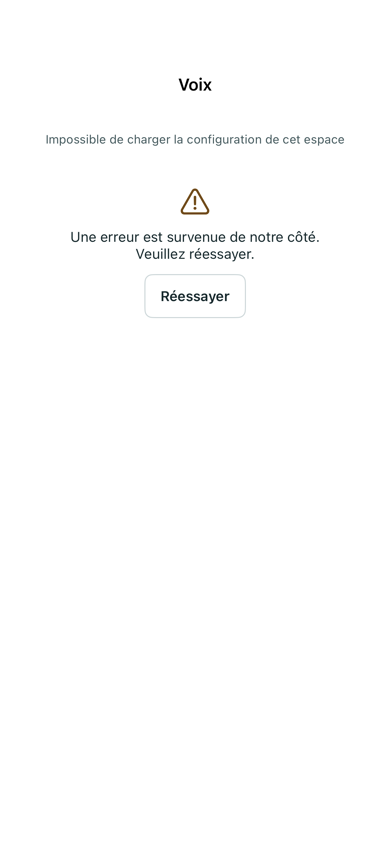 Voix
Impossible de charger la configuration de cet espace
Une erreur est survenue de notre côté.
Veuillez réessayer.
Réessayer